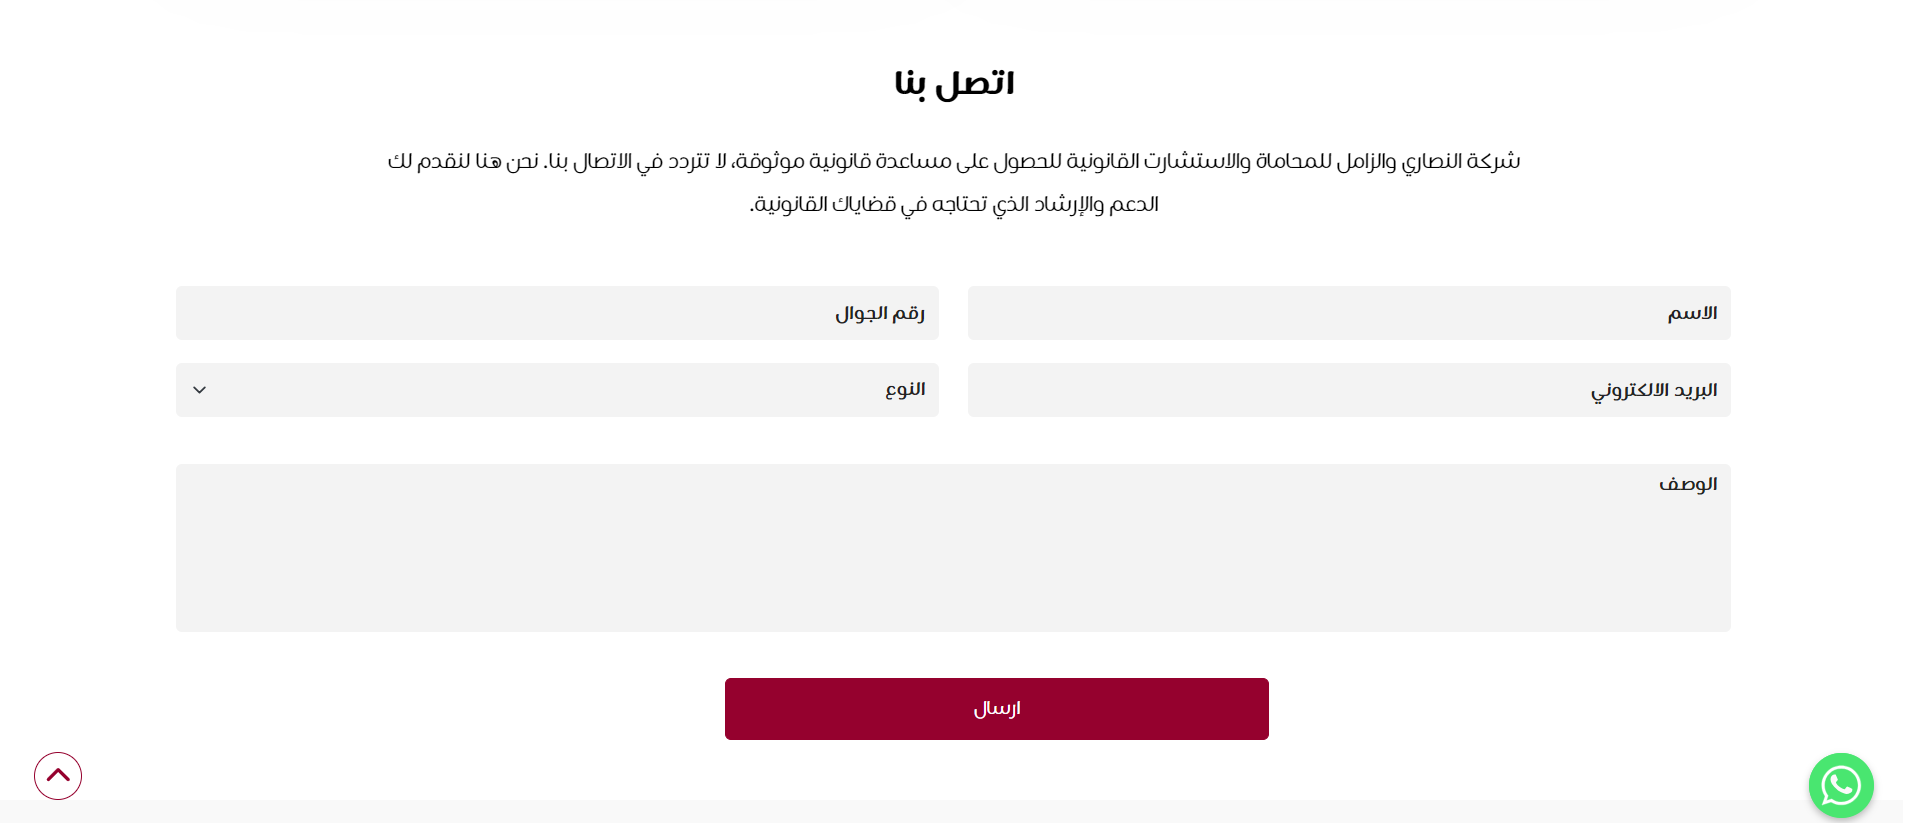 اتصل بنا
شركة النصاري والزامل للمحاماة والاستشارت القانونية للحصول على مساعدة قانونية موثوقة، لا تتردد في الاتصال بنا. نحن هنا لنقدم لك
الدعم والإرشاد الذي تحتاجه في قضاياك القانونية.
الاسم
رقم الجوال
البريد الالكتروني
النوع
الوصف
ارسال